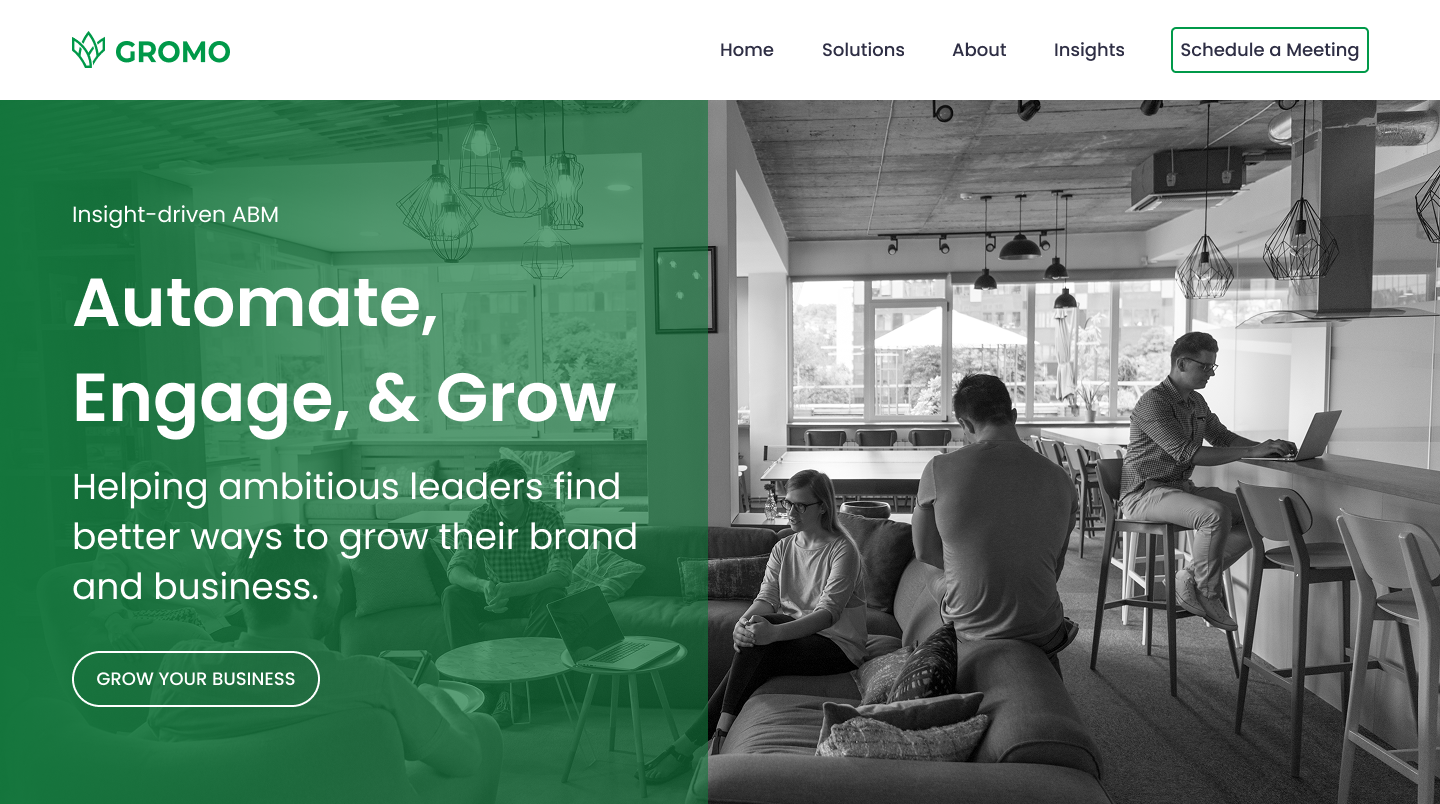 GROMO
Home
Solutions
About
Insights
Schedule a Meeting
Insight-driven ABM
Automate,
Engage, & Grow
Helping ambitious leaders find
better ways to grow their brand
and business.
GROW YOUR BUSINESS